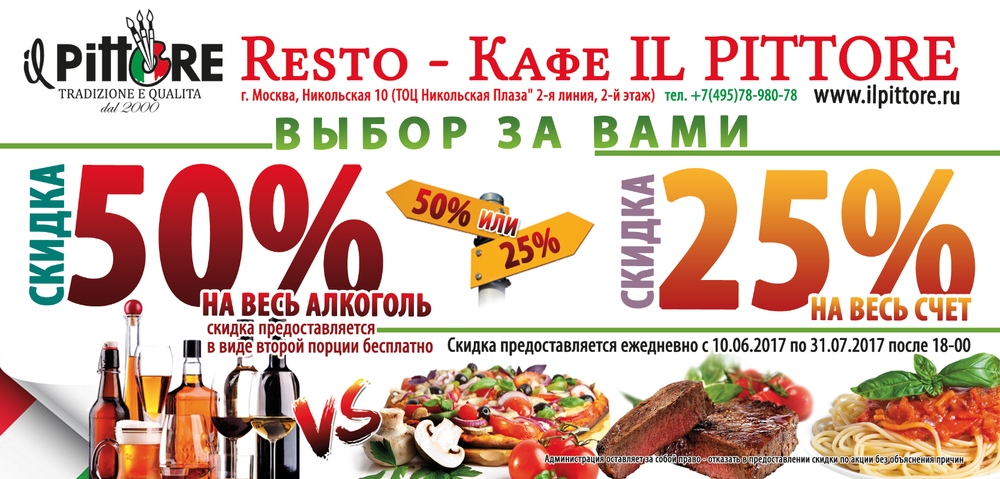 il PiTTORE
TRADIZIONE E QUALITA
dal 2000
RESTO - КАФЕ IL PITTORE
г. Москва, Никольская 10 (ТОЦ Никольская Плаза" 2-я линия, 2-й этаж) тел. +7(495)78-980-78 www.ilpittore.ru
ВЫБОР ЗА ВАМИ
СКИДКА
50%
НА ВЕСЬ АЛКОГОЛЬ
скидка предоставляется
в виде второй порции бесплатно
50% ИЛИ
25%
СКИДКА
25%
НА ВЕСЬ СЧЕТ
Скидка предоставляется ежедневно с 10.06.2017 по 31.07.2017 после 18-00
VS
Администрация оставляет за собой право - отказать в предоставлении скидки по акции без объяснения причин